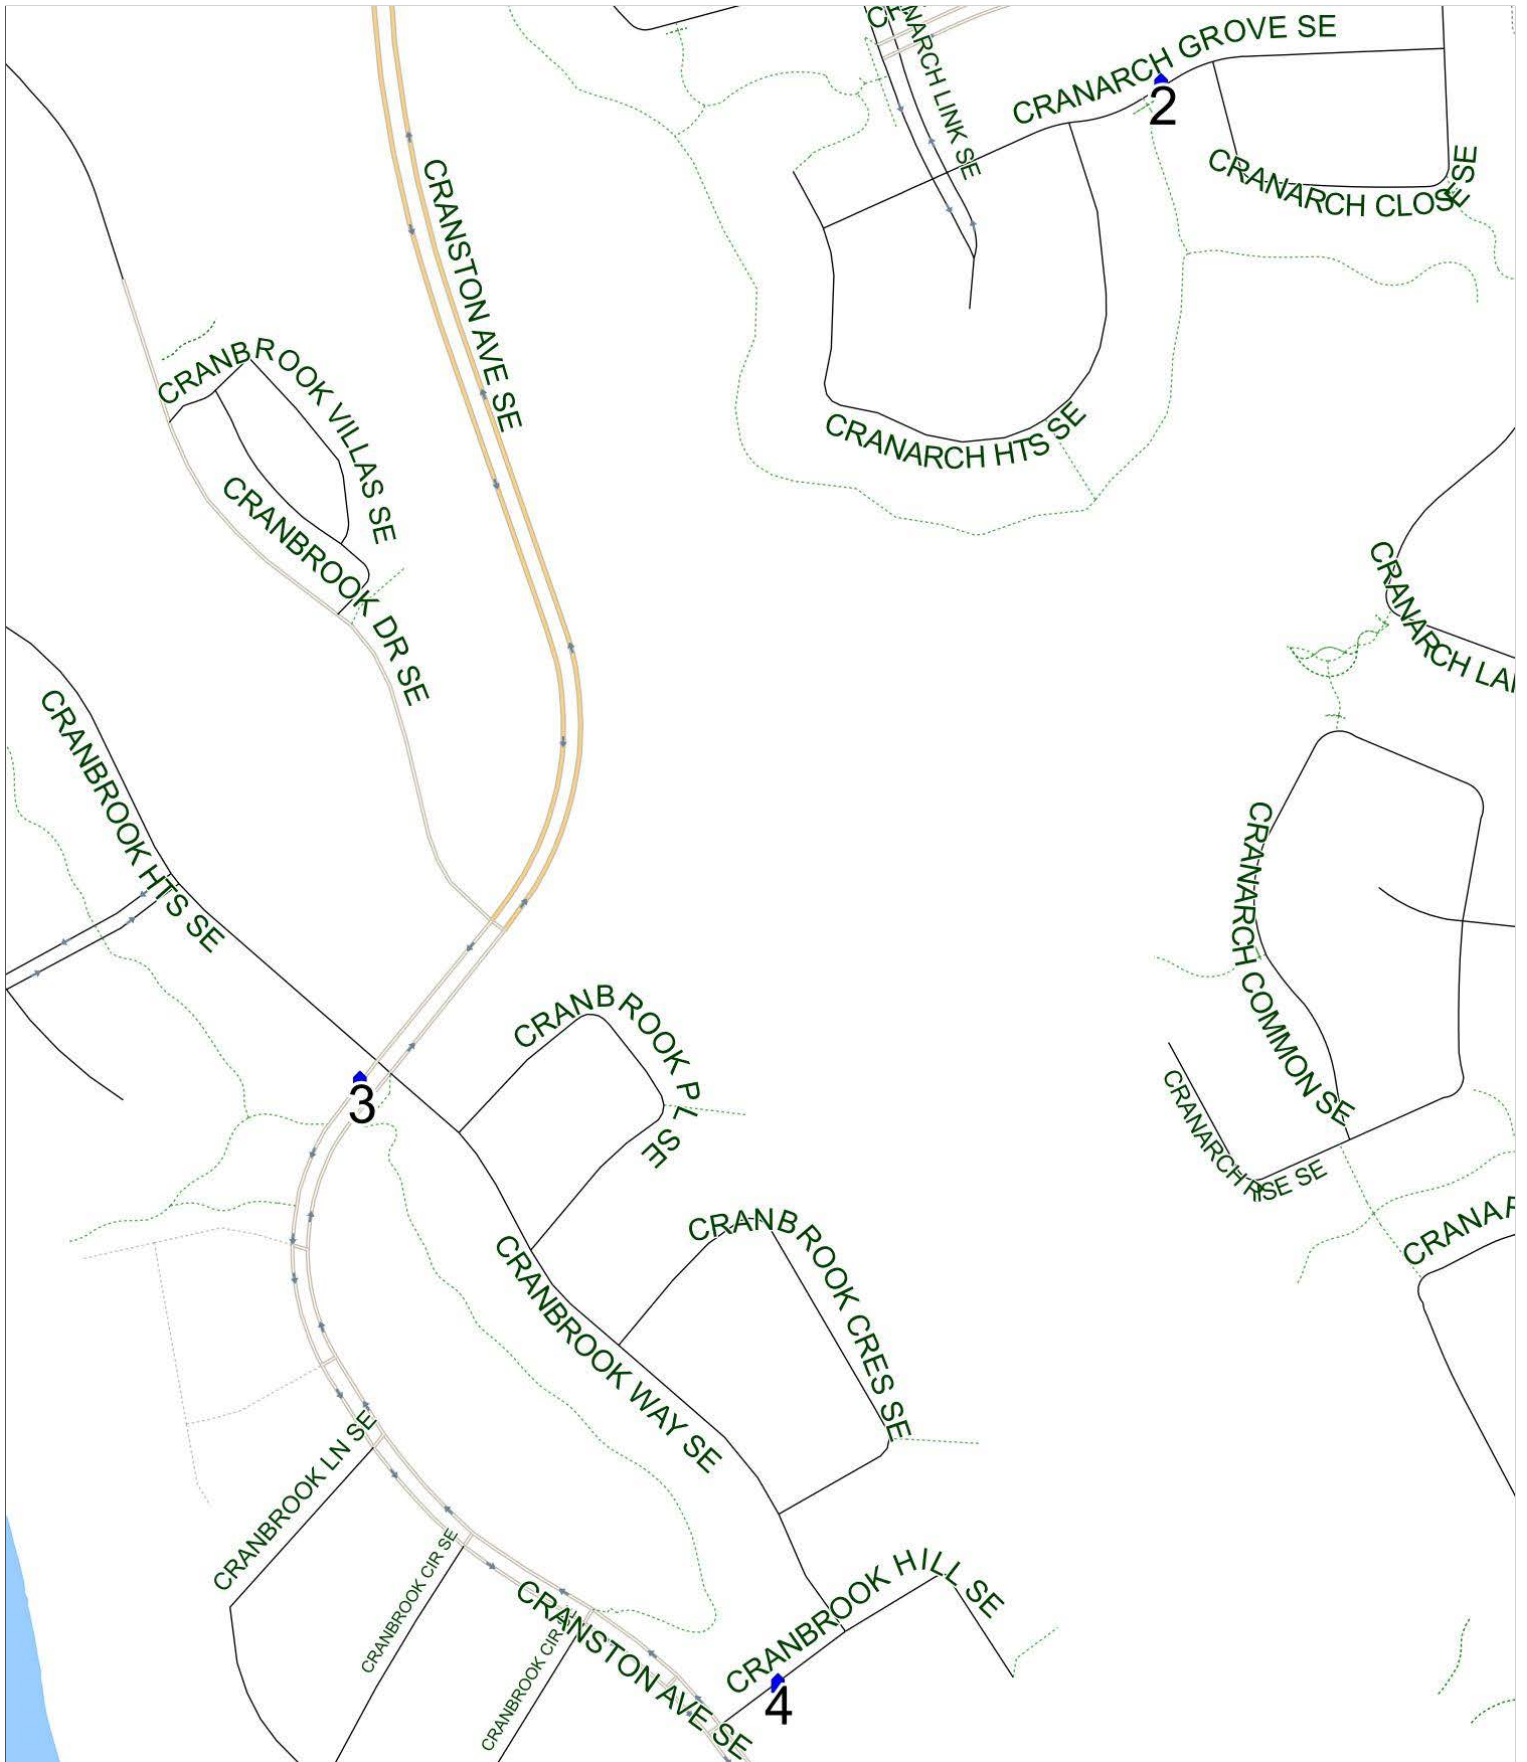 CRANARCH GROVE SE
CRANARCH LINK SE
2
CRANARCH CLOSE SE
CRANSTON AVE SE
CRANBROOK VILLAS SE
CRANARCH HTS SE
CRANBROOK DR SE
CRANARCH
CRANBROOK HTS SE
CRANARCH COMMON SE
CRANBROOK PL SE
3
CRANARCH RISE SE
CRANBROOK CRES SE
CRANBROOK WAY SE
CRANBROOK LN SE
CRANBROOK CIR SE
CRANBROOK HILL SE
CRANSTON AVE SE
CRANBROOK CIR
4